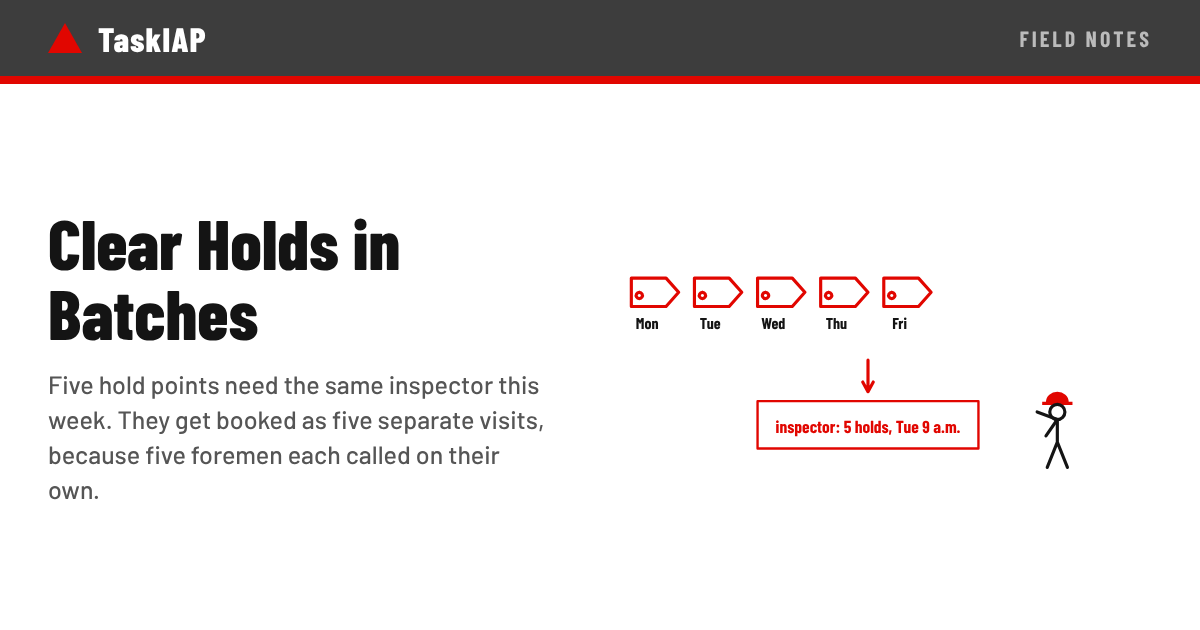 TaskIAP
FIELD NOTES
Clear Holds in
Batches
Five hold points need the same inspector this
week. They get booked as five separate visits,
because five foremen each called on their
own.
Mon Tue Wed Thu Fri
inspector: 5 holds, Tue 9 a.m.